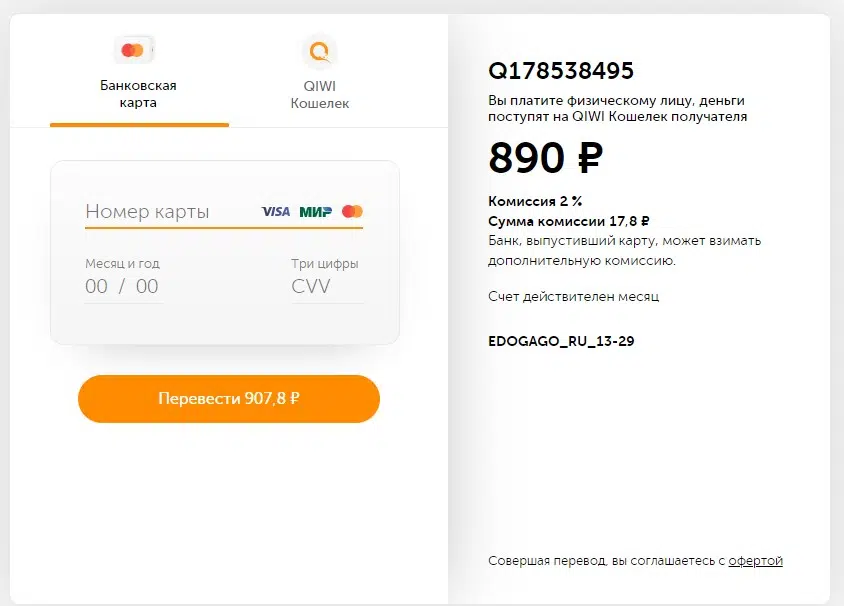 Банковская
карта
QIWI
Кошелек
Номер карты VISA МИР
Месяц и год Три цифры
00 / 00 CVV
Перевести 907,8 ₽
Q178538495
Вы платите физическому лицу, деньги
поступят на QIWI Кошелек получателя
890 ₽
Комиссия 2 %
Сумма комиссии 17,8 ₽
Банк, выпустивший карту, может взимать
дополнительную комиссию.
Счет действителен месяц
EDOGAGO_RU_13-29
Совершая перевод, вы соглашаетесь с офертой